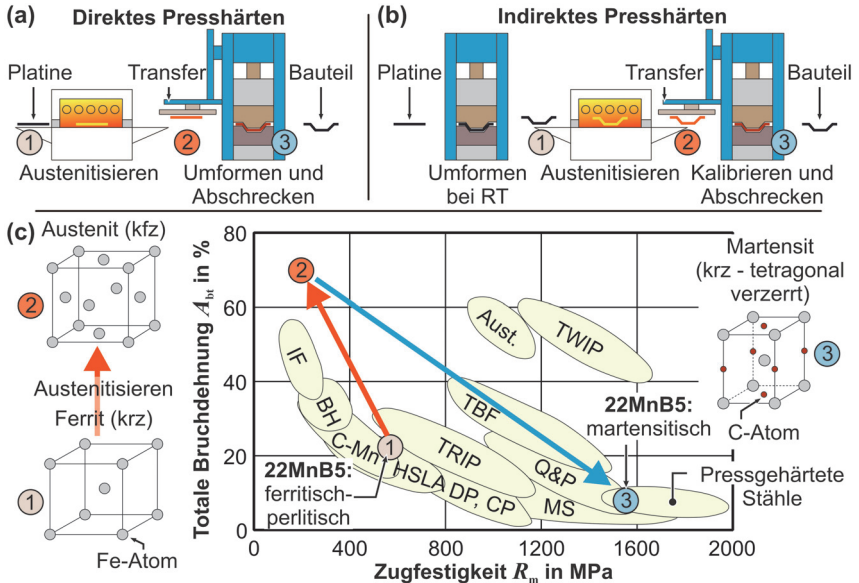 (a) Direktes Presshärten
Platine
Transfer
Bauteil
1
2
3
Austenitisieren
Umformen und
Abschrecken
(b) Indirektes Presshärten
Platine
Transfer
Bauteil
1
2
3
Umformen
bei RT
Austenitisieren
Kalibrieren und
Abschrecken
(c) Austenit (kfz)
2
Austenitisieren
Ferrit (krz)
1
Fe-Atom
Totale Bruchdehnung A_bt in %
80
60
40
20
0
0
400
800
1200
1600
2000
Zugfestigkeit R_m in MPa
2
IF
BH
C-Mn
1
HSLA
DP, CP
TRIP
TBF
Q&P
MS
Aust.
TWIP
3
22MnB5:
ferritisch-
perlitisch
22MnB5:
martensitisch
Pressgehärtete
Stähle
Martensit
(krz - tetragonal
verzerrt)
3
C-Atom